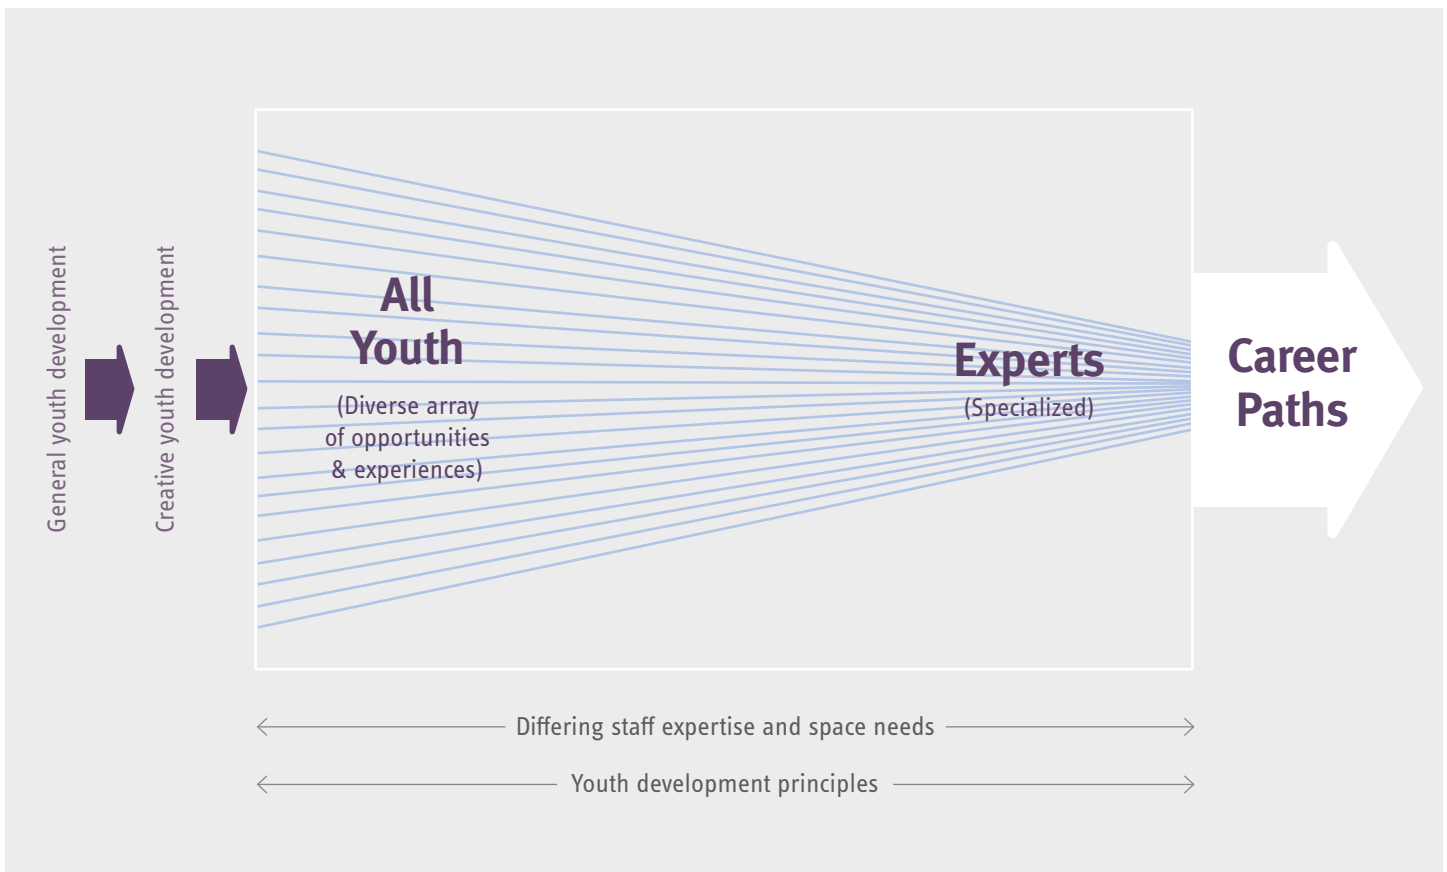 General youth development
Creative youth development
All
Youth
(Diverse array
of opportunities
& experiences)
Experts
(Specialized)
Career
Paths
Differing staff expertise and space needs
Youth development principles